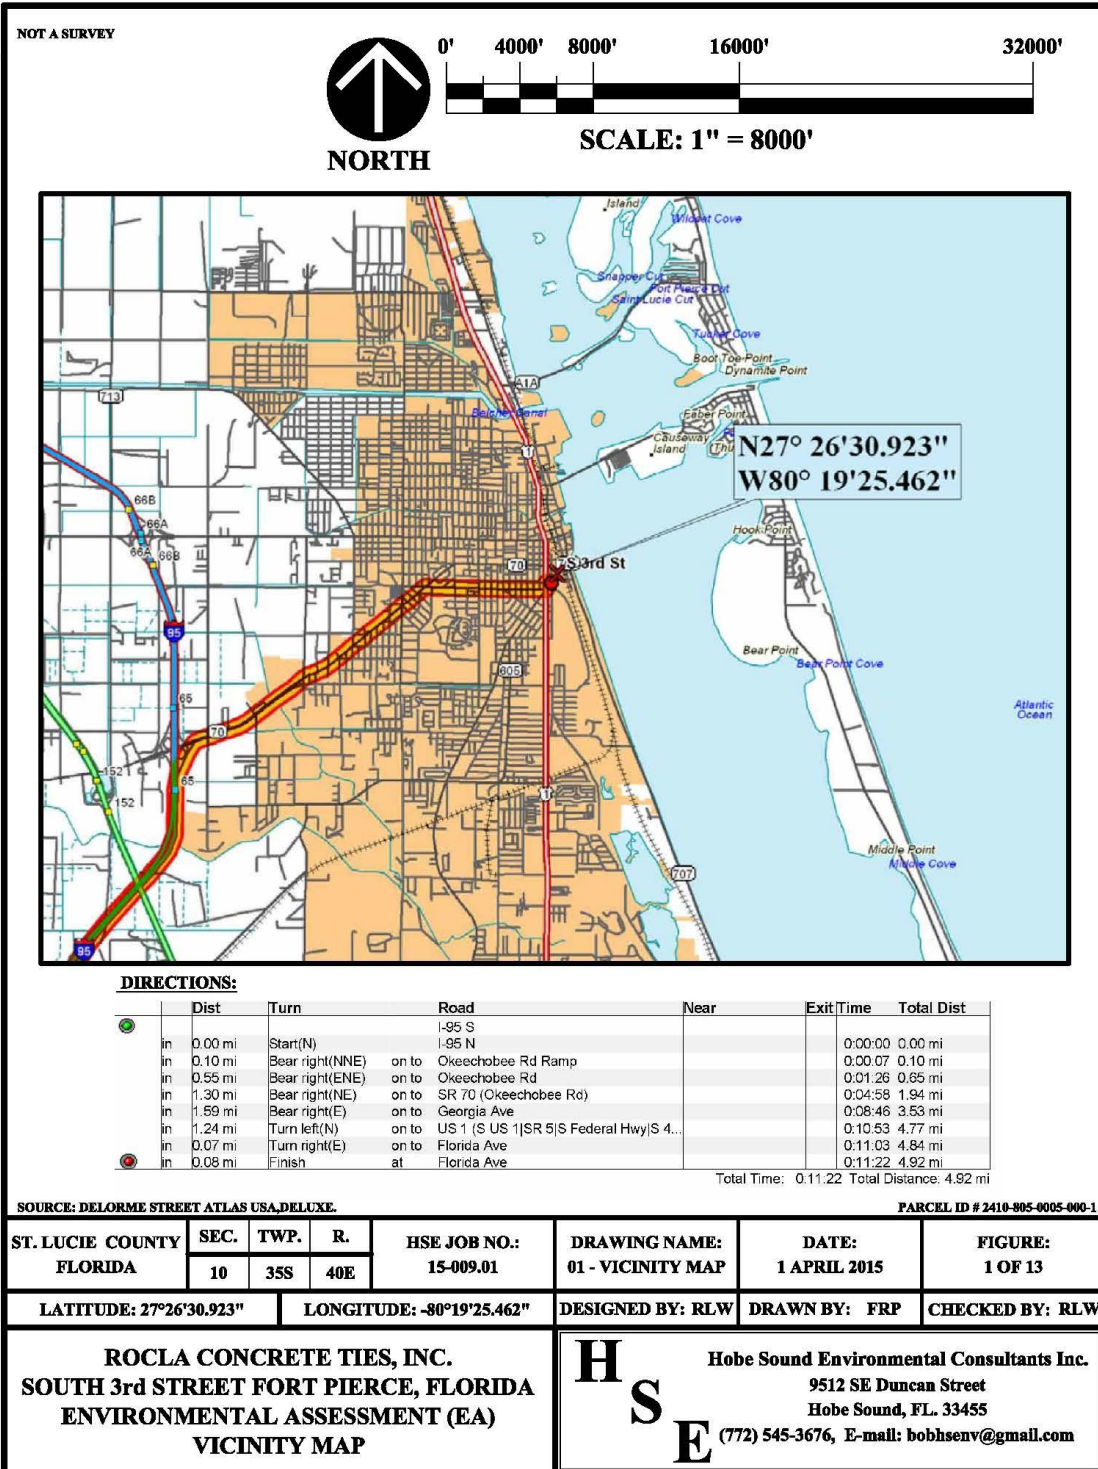 NOT A SURVEY
0' 4000' 8000' 16000' 32000'
SCALE: 1" = 8000'
NORTH
Island
Wildcat Cove
Snapper Cut
Fort Pierce Cut
Saint Lucie Cut
Tucker Cove
Boot Toe Point
Dynamite Point
A1A
713
Belcher Canal
Faber Point
Causeway Island
N27° 26'30.923"
W80° 19'25.462"
1
66B
66A
66A 66B
Hook Point
70
S 3rd St
95
605
Bear Point
Bear Point Cove
65
Atlantic
Ocean
70
152
65
152
1
Middle Point
Middle Cove
707
95
DIRECTIONS:
Dist Turn Road Near Exit Time Total Dist
I-95 S
in 0.00 mi Start(N) I-95 N 0:00:00 0.00 mi
in 0.10 mi Bear right(NNE) on to Okeechobee Rd Ramp 0:00:07 0.10 mi
in 0.55 mi Bear right(ENE) on to Okeechobee Rd 0:01:26 0.65 mi
in 1.30 mi Bear right(NE) on to SR 70 (Okeechobee Rd) 0:04:58 1.94 mi
in 1.59 mi Bear right(E) on to Georgia Ave 0:08:46 3.53 mi
in 1.24 mi Turn left(N) on to US 1 (S US 1|SR 5|S Federal Hwy|S 4... 0:10:53 4.77 mi
in 0.07 mi Turn right(E) on to Florida Ave 0:11:03 4.84 mi
in 0.08 mi Finish at Florida Ave 0:11:22 4.92 mi
Total Time: 0:11:22 Total Distance: 4.92 mi
SOURCE: DELORME STREET ATLAS USA,DELUXE.
PARCEL ID # 2410-805-0005-000-1
ST. LUCIE COUNTY
FLORIDA
SEC. TWP. R.
10 35S 40E
HSE JOB NO.:
15-009.01
DRAWING NAME:
01 - VICINITY MAP
DATE:
1 APRIL 2015
FIGURE:
1 OF 13
LATITUDE: 27°26'30.923"
LONGITUDE: -80°19'25.462"
DESIGNED BY: RLW
DRAWN BY: FRP
CHECKED BY: RLW
ROCLA CONCRETE TIES, INC.
SOUTH 3rd STREET FORT PIERCE, FLORIDA
ENVIRONMENTAL ASSESSMENT (EA)
VICINITY MAP
H
S
E
Hobe Sound Environmental Consultants Inc.
9512 SE Duncan Street
Hobe Sound, FL. 33455
(772) 545-3676, E-mail: bobhsenv@gmail.com